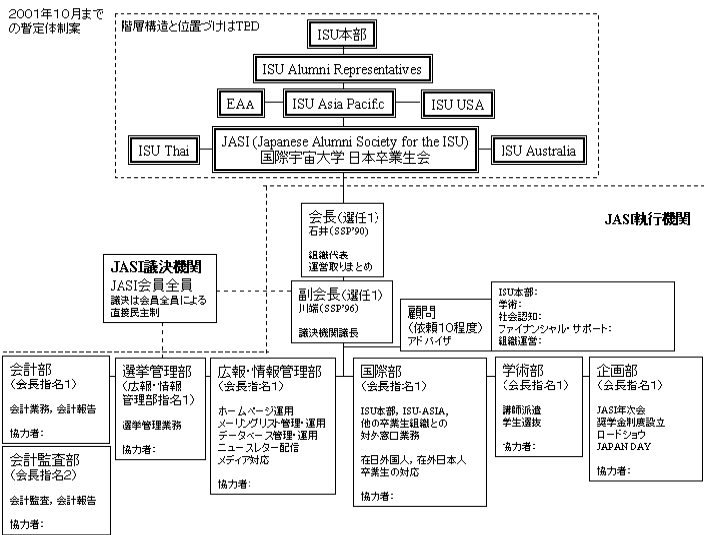 2001年10月まで
の暫定体制案
階層構造と位置づけはTBD
ISU本部
ISU Alumni Representatives
EAA
ISU Asia Pacific
ISU USA
ISU Thai
JASI (Japanese Alumni Society for the ISU)
国際宇宙大学 日本卒業生会
ISU Australia
JASI執行機関
会長(選任1)
石井(SSP'90)
組織代表
運営取りまとめ
JASI議決機関
JASI会員全員
議決は会員全員による
直接民主制
副会長(選任1)
川端(SSP'96)
議決機関議長
顧問
(依頼10程度)
アドバイザ
ISU本部:
学術:
社会認知:
ファイナンシャル・サポート:
組織運営:
会計部
(会長指名1)
会計業務, 会計報告
協力者:
選挙管理部
(広報・情報
管理部指名1)
選挙管理業務
協力者:
広報・情報管理部
(会長指名1)
ホームページ運用
メーリングリスト管理・運用
データベース管理・運用
ニュースレター配信
メディア対応
協力者:
国際部
(会長指名1)
ISU本部, ISU-ASIA,
他の卒業生組織との
対外窓口業務
在日外国人, 在外日本人
卒業生の対応
協力者:
学術部
(会長指名1)
講師派遣
学生選抜
協力者:
企画部
(会長指名1)
JASI年次会
奨学金制度設立
ロードショウ
JAPAN DAY
協力者:
会計監査部
(会長指名2)
会計監査, 会計報告
協力者: